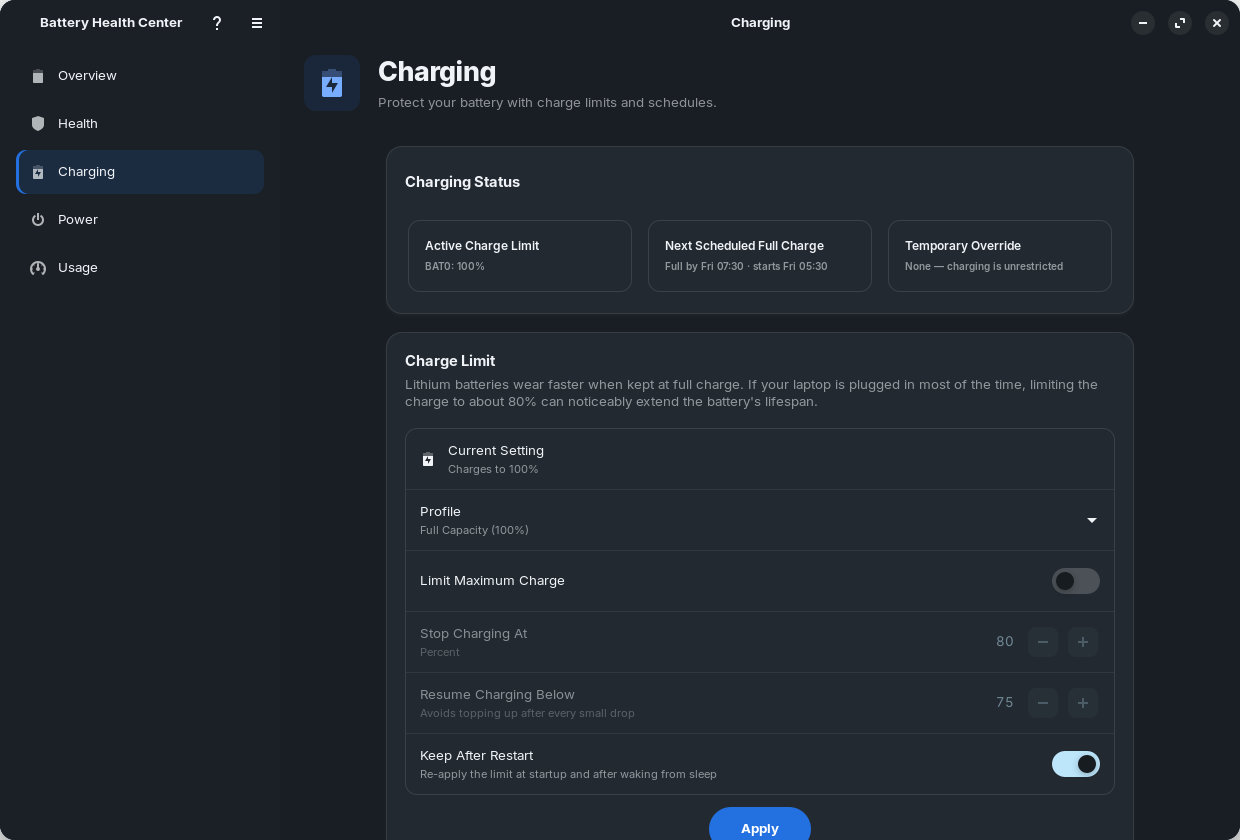 Battery Health Center
Charging
Overview
Health
Charging
Power
Usage
Charging
Protect your battery with charge limits and schedules.
Charging Status
Active Charge Limit
BAT0: 100%
Next Scheduled Full Charge
Full by Fri 07:30 · starts Fri 05:30
Temporary Override
None — charging is unrestricted
Charge Limit
Lithium batteries wear faster when kept at full charge. If your laptop is plugged in most of the time, limiting the
charge to about 80% can noticeably extend the battery's lifespan.
Current Setting
Charges to 100%
Profile
Full Capacity (100%)
Limit Maximum Charge
Stop Charging At
Percent
80
Resume Charging Below
Avoids topping up after every small drop
75
Keep After Restart
Re-apply the limit at startup and after waking from sleep
Apply